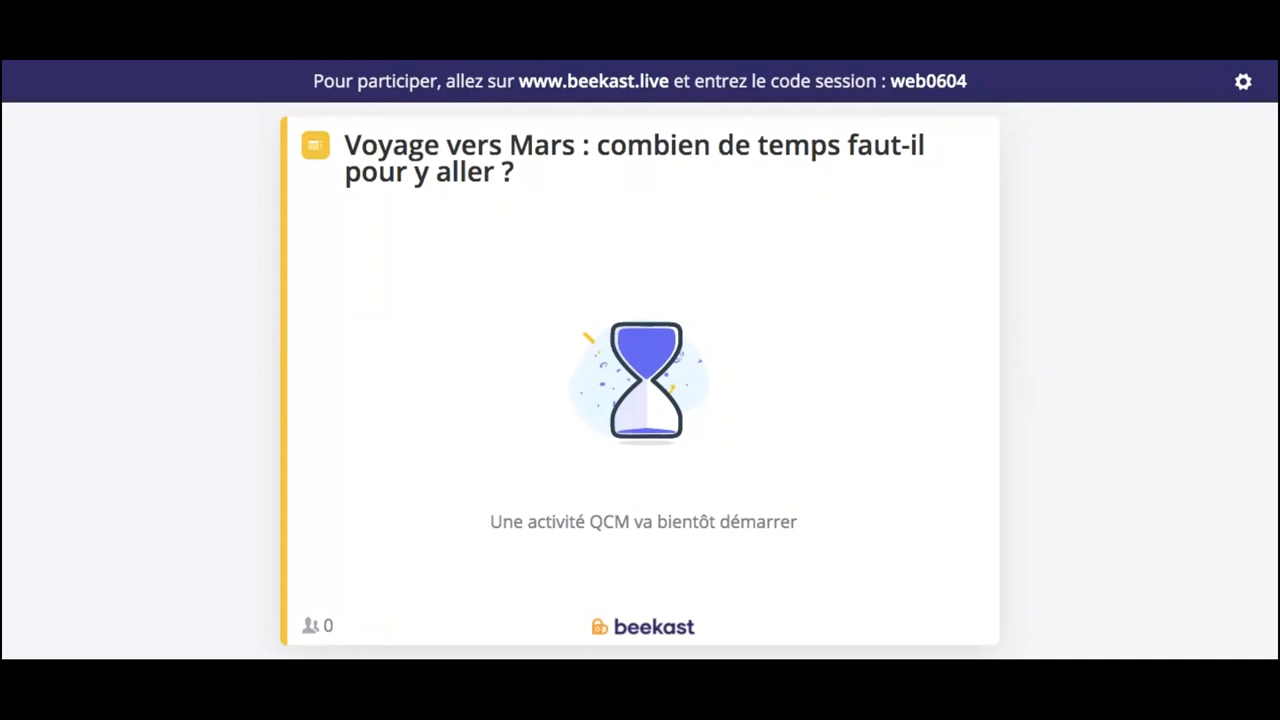 Pour participer, allez sur www.beekast.live et entrez le code session : web0604
Voyage vers Mars : combien de temps faut-il
pour y aller ?
Une activité QCM va bientôt démarrer
0
beekast